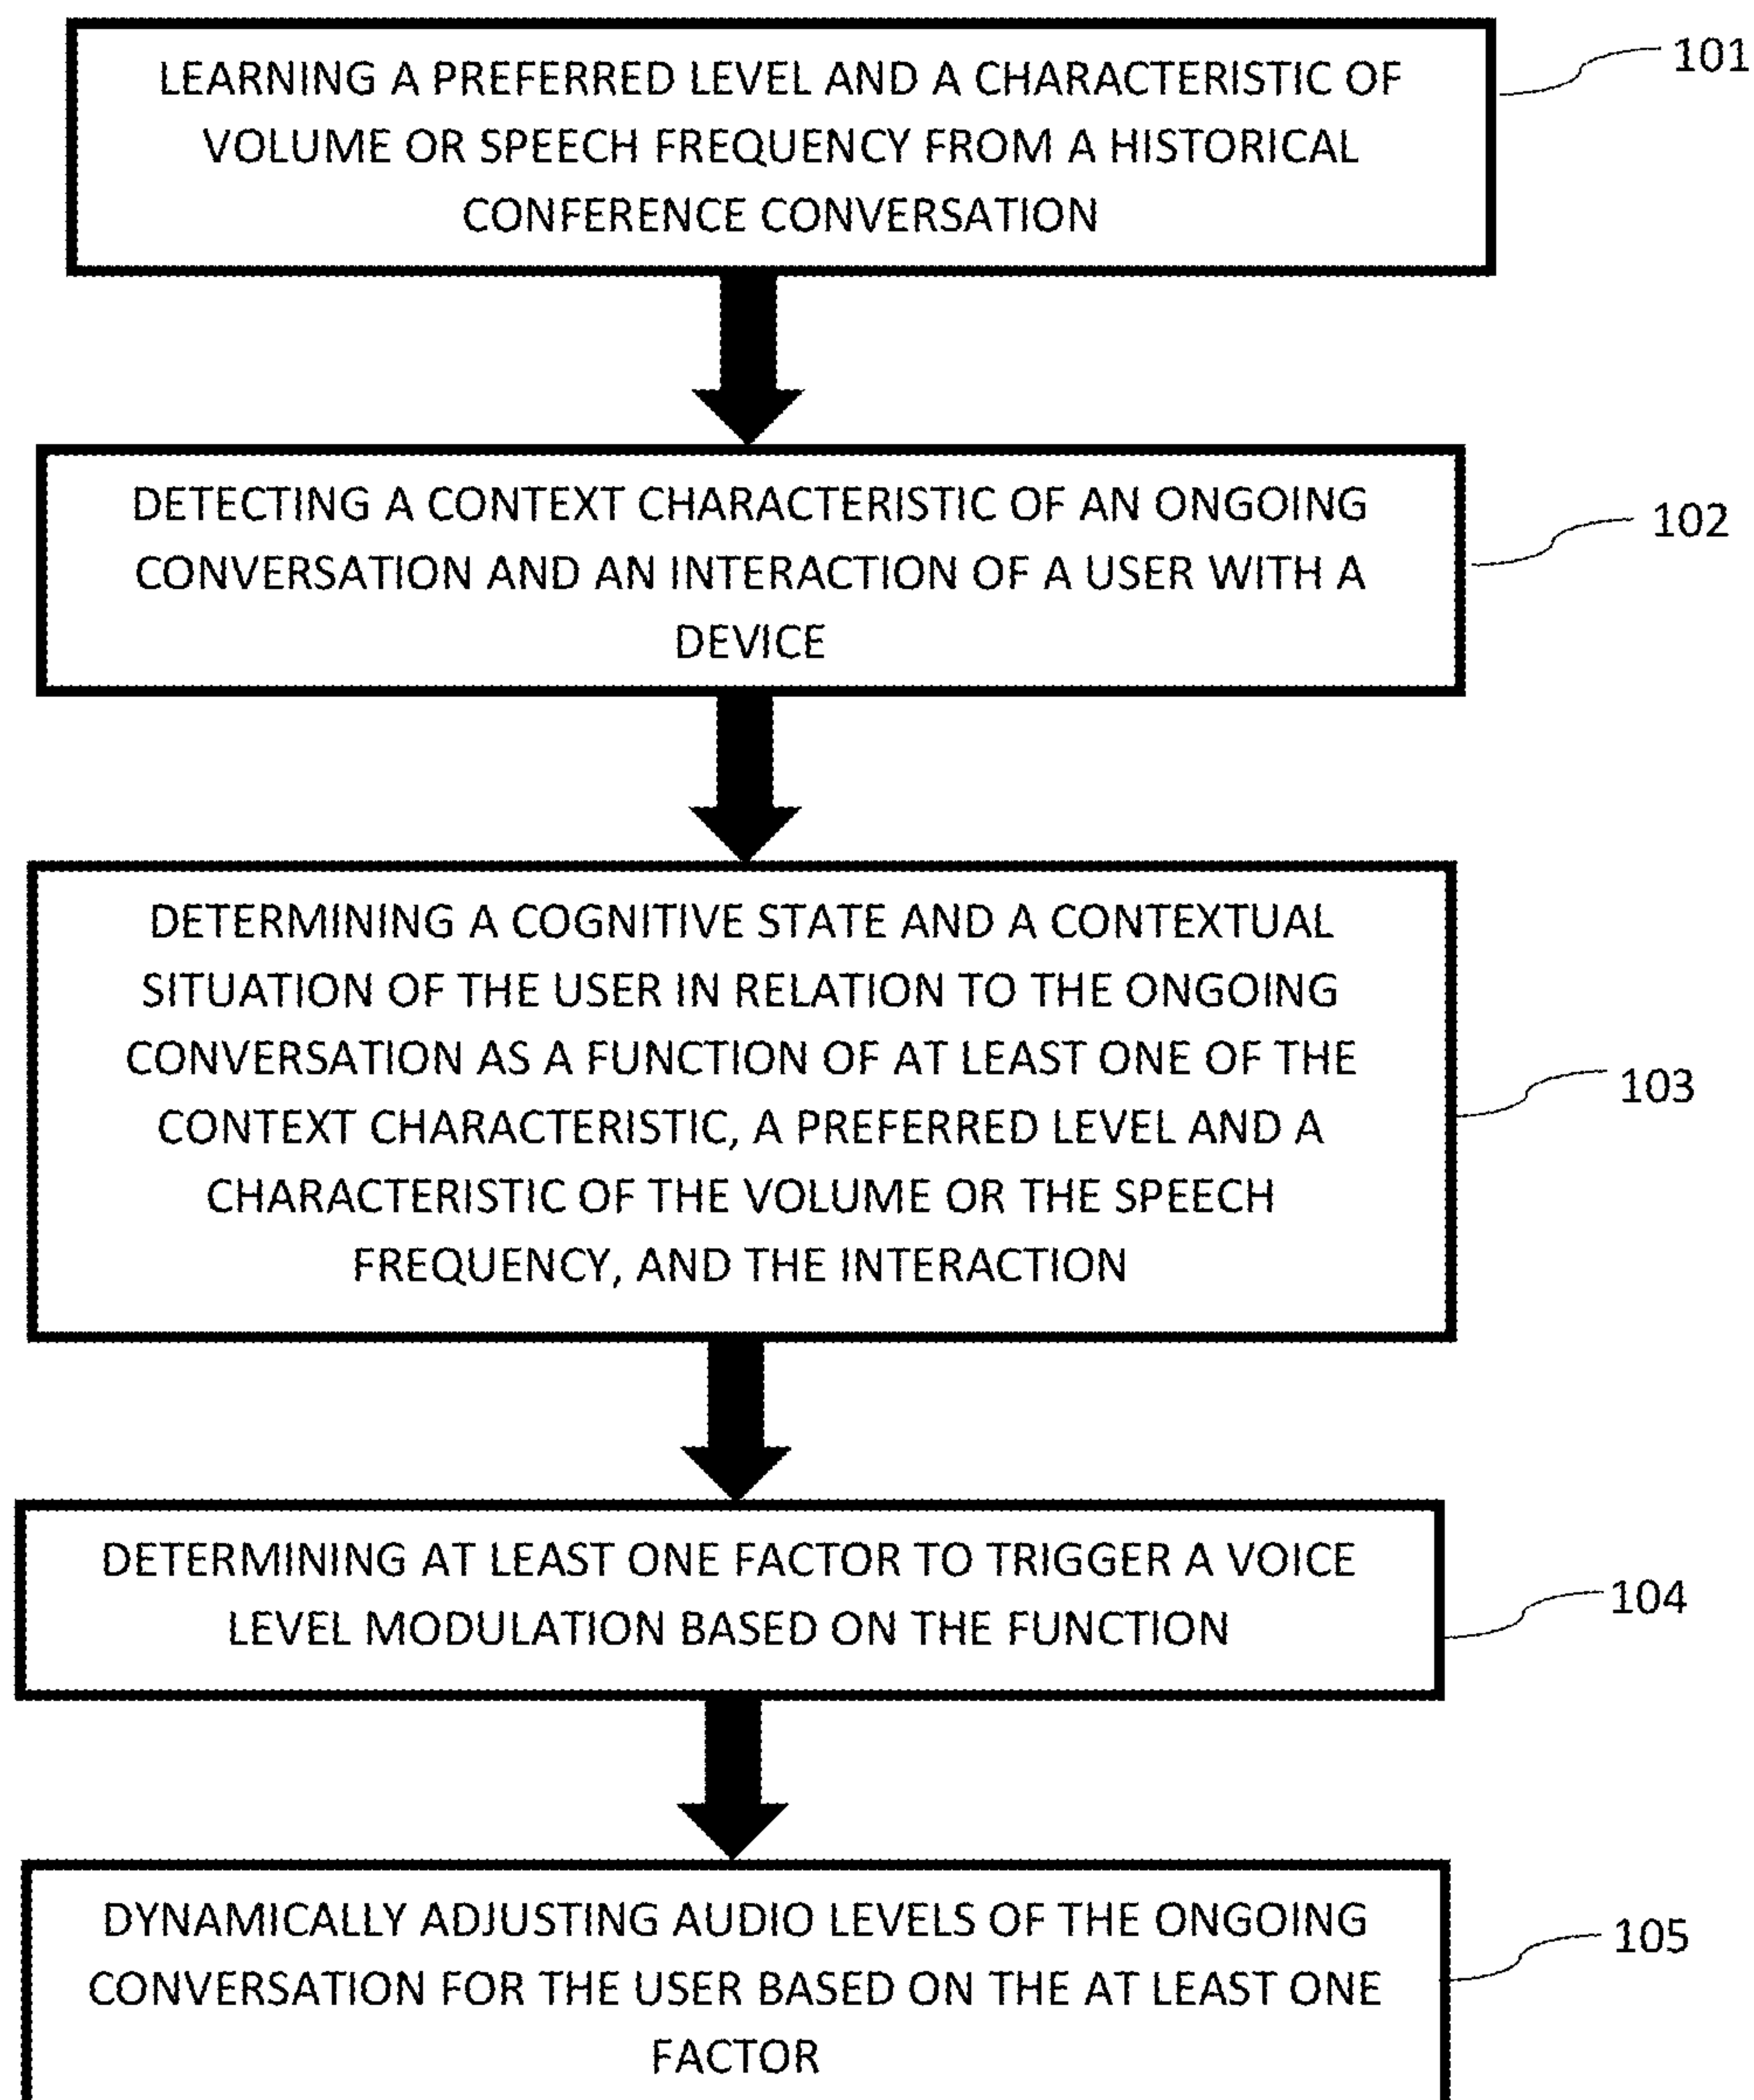 LEARNING A PREFERRED LEVEL AND A CHARACTERISTIC OF
VOLUME OR SPEECH FREQUENCY FROM A HISTORICAL
CONFERENCE CONVERSATION
101
DETECTING A CONTEXT CHARACTERISTIC OF AN ONGOING
CONVERSATION AND AN INTERACTION OF A USER WITH A
DEVICE
102
DETERMINING A COGNITIVE STATE AND A CONTEXTUAL
SITUATION OF THE USER IN RELATION TO THE ONGOING
CONVERSATION AS A FUNCTION OF AT LEAST ONE OF THE
CONTEXT CHARACTERISTIC, A PREFERRED LEVEL AND A
CHARACTERISTIC OF THE VOLUME OR THE SPEECH
FREQUENCY, AND THE INTERACTION
103
DETERMINING AT LEAST ONE FACTOR TO TRIGGER A VOICE
LEVEL MODULATION BASED ON THE FUNCTION
104
DYNAMICALLY ADJUSTING AUDIO LEVELS OF THE ONGOING
CONVERSATION FOR THE USER BASED ON THE AT LEAST ONE
FACTOR
105